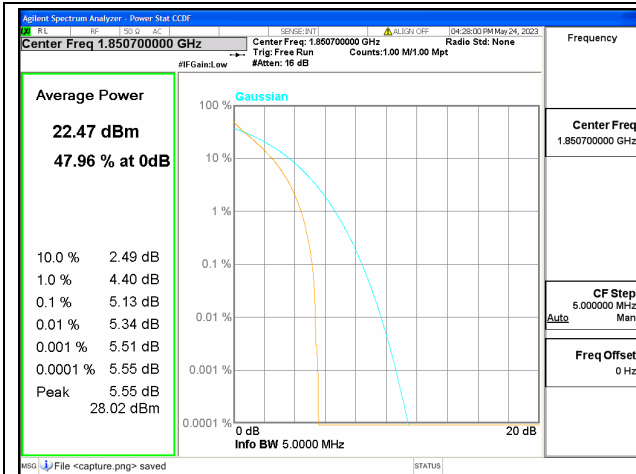 Agilent Spectrum Analyzer - Power Stat CCDF
RL RF 50 Ω AC SENSE:INT ALIGN OFF 04:28:00 PM May 24, 2023
Center Freq 1.850700000 GHz
Center Freq: 1.850700000 GHz Radio Std: None
Trig: Free Run Counts:1.00 M/1.00 Mpt
#IFGain:Low #Atten: 16 dB
Frequency
Average Power
22.47 dBm
47.96 % at 0dB
10.0 % 2.49 dB
1.0 % 4.40 dB
0.1 % 5.13 dB
0.01 % 5.34 dB
0.001 % 5.51 dB
0.0001 % 5.55 dB
Peak 5.55 dB
28.02 dBm
Gaussian
100 %
10 %
1 %
0.1 %
0.01 %
0.001 %
0.0001 %
0 dB 20 dB
Info BW 5.0000 MHz
Center Freq
1.850700000 GHz
CF Step
5.000000 MHz
Auto Man
Freq Offset
0 Hz
MSG File <capture.png> saved STATUS